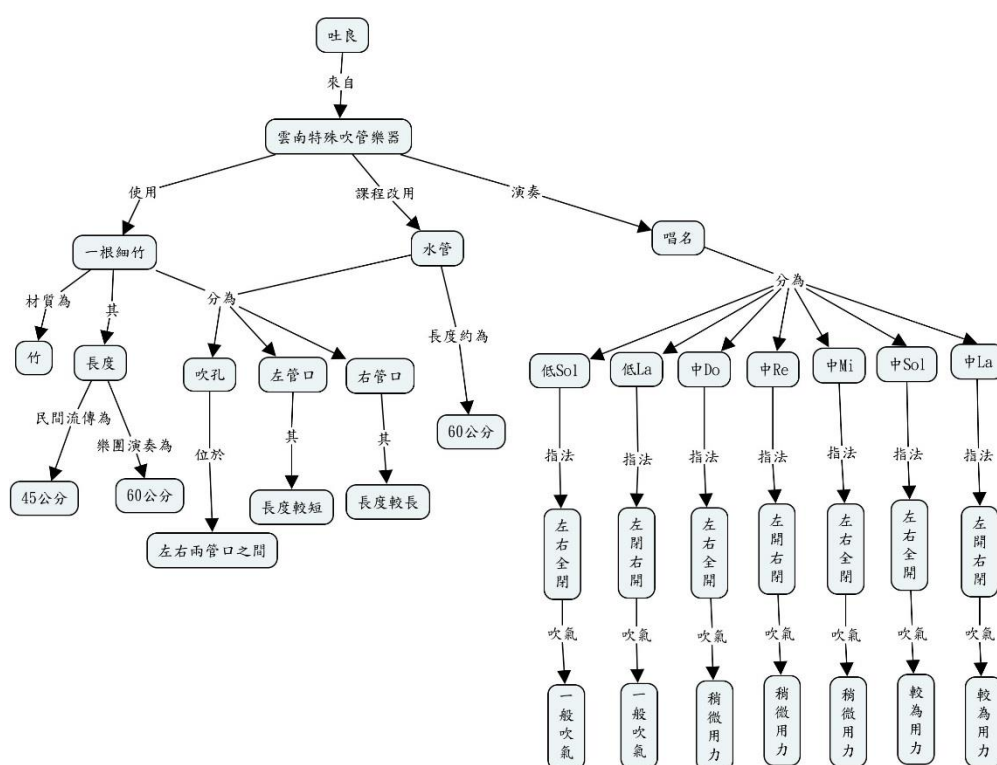 吐良
來自
雲南特殊吹管樂器
使用
課程改用
演奏
一根細竹
水管
唱名
材質為
其
分為
長度約為
分為
竹
長度
吹孔
左管口
右管口
60公分
民間流傳為
樂團演奏為
位於
其
其
45公分
60公分
左右兩管口之間
長度較短
長度較長
低Sol
低La
中Do
中Re
中Mi
中Sol
中La
指法
指法
指法
指法
指法
指法
指法
左右全閉
左閉右開
左右全開
左開右閉
左右全閉
左右全開
左開右閉
吹氣
吹氣
吹氣
吹氣
吹氣
吹氣
吹氣
一般吹氣
一般吹氣
稍微用力
稍微用力
稍微用力
較為用力
較為用力